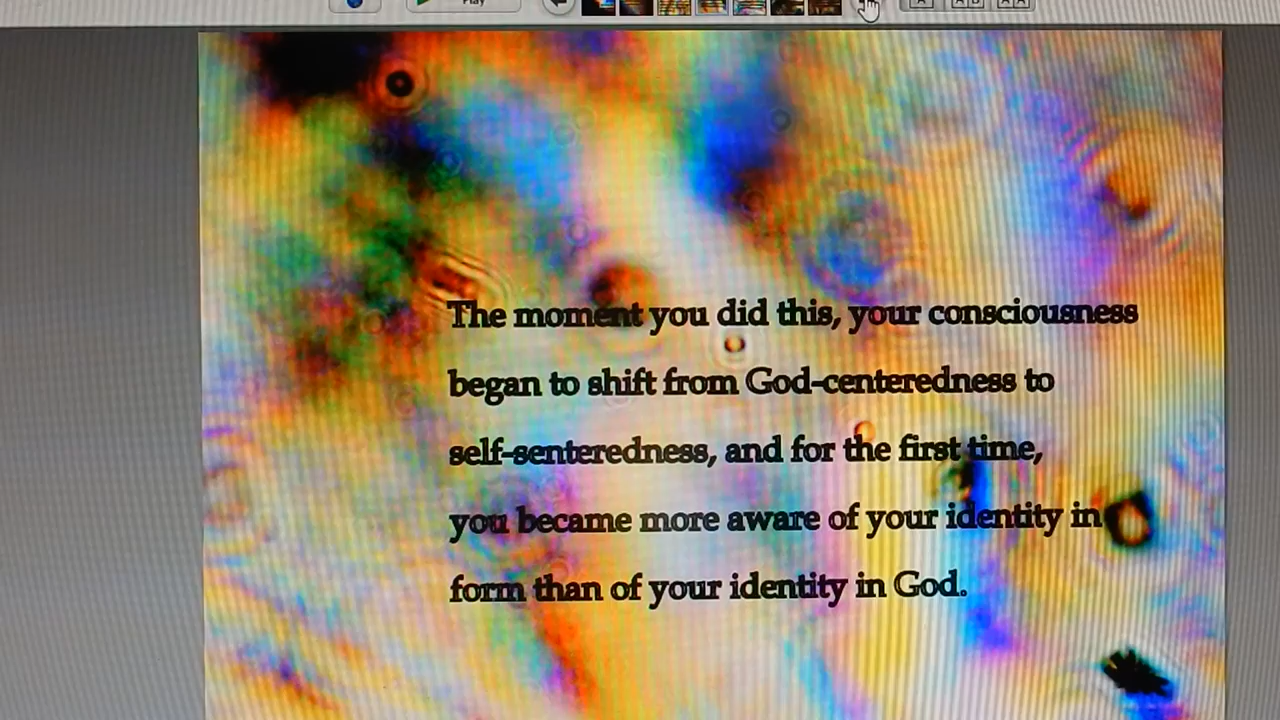 Play
The moment you did this, your consciousness
began to shift from God-centeredness to
self-senteredness, and for the first time,
you became more aware of your identity in
form than of your identity in God.